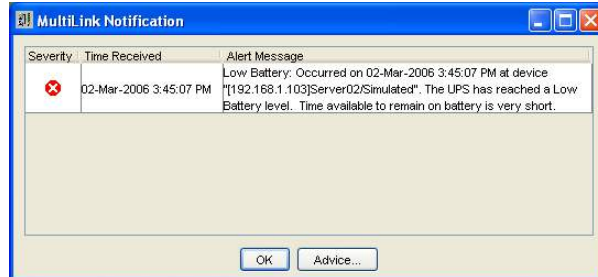 MultiLink Notification
Severity Time Received Alert Message
Low Battery: Occurred on 02-Mar-2006 3:45:07 PM at device
02-Mar-2006 3:45:07 PM "[192.168.1.103]Server02/Simulated". The UPS has reached a Low
Battery level. Time available to remain on battery is very short.
OK Advice...